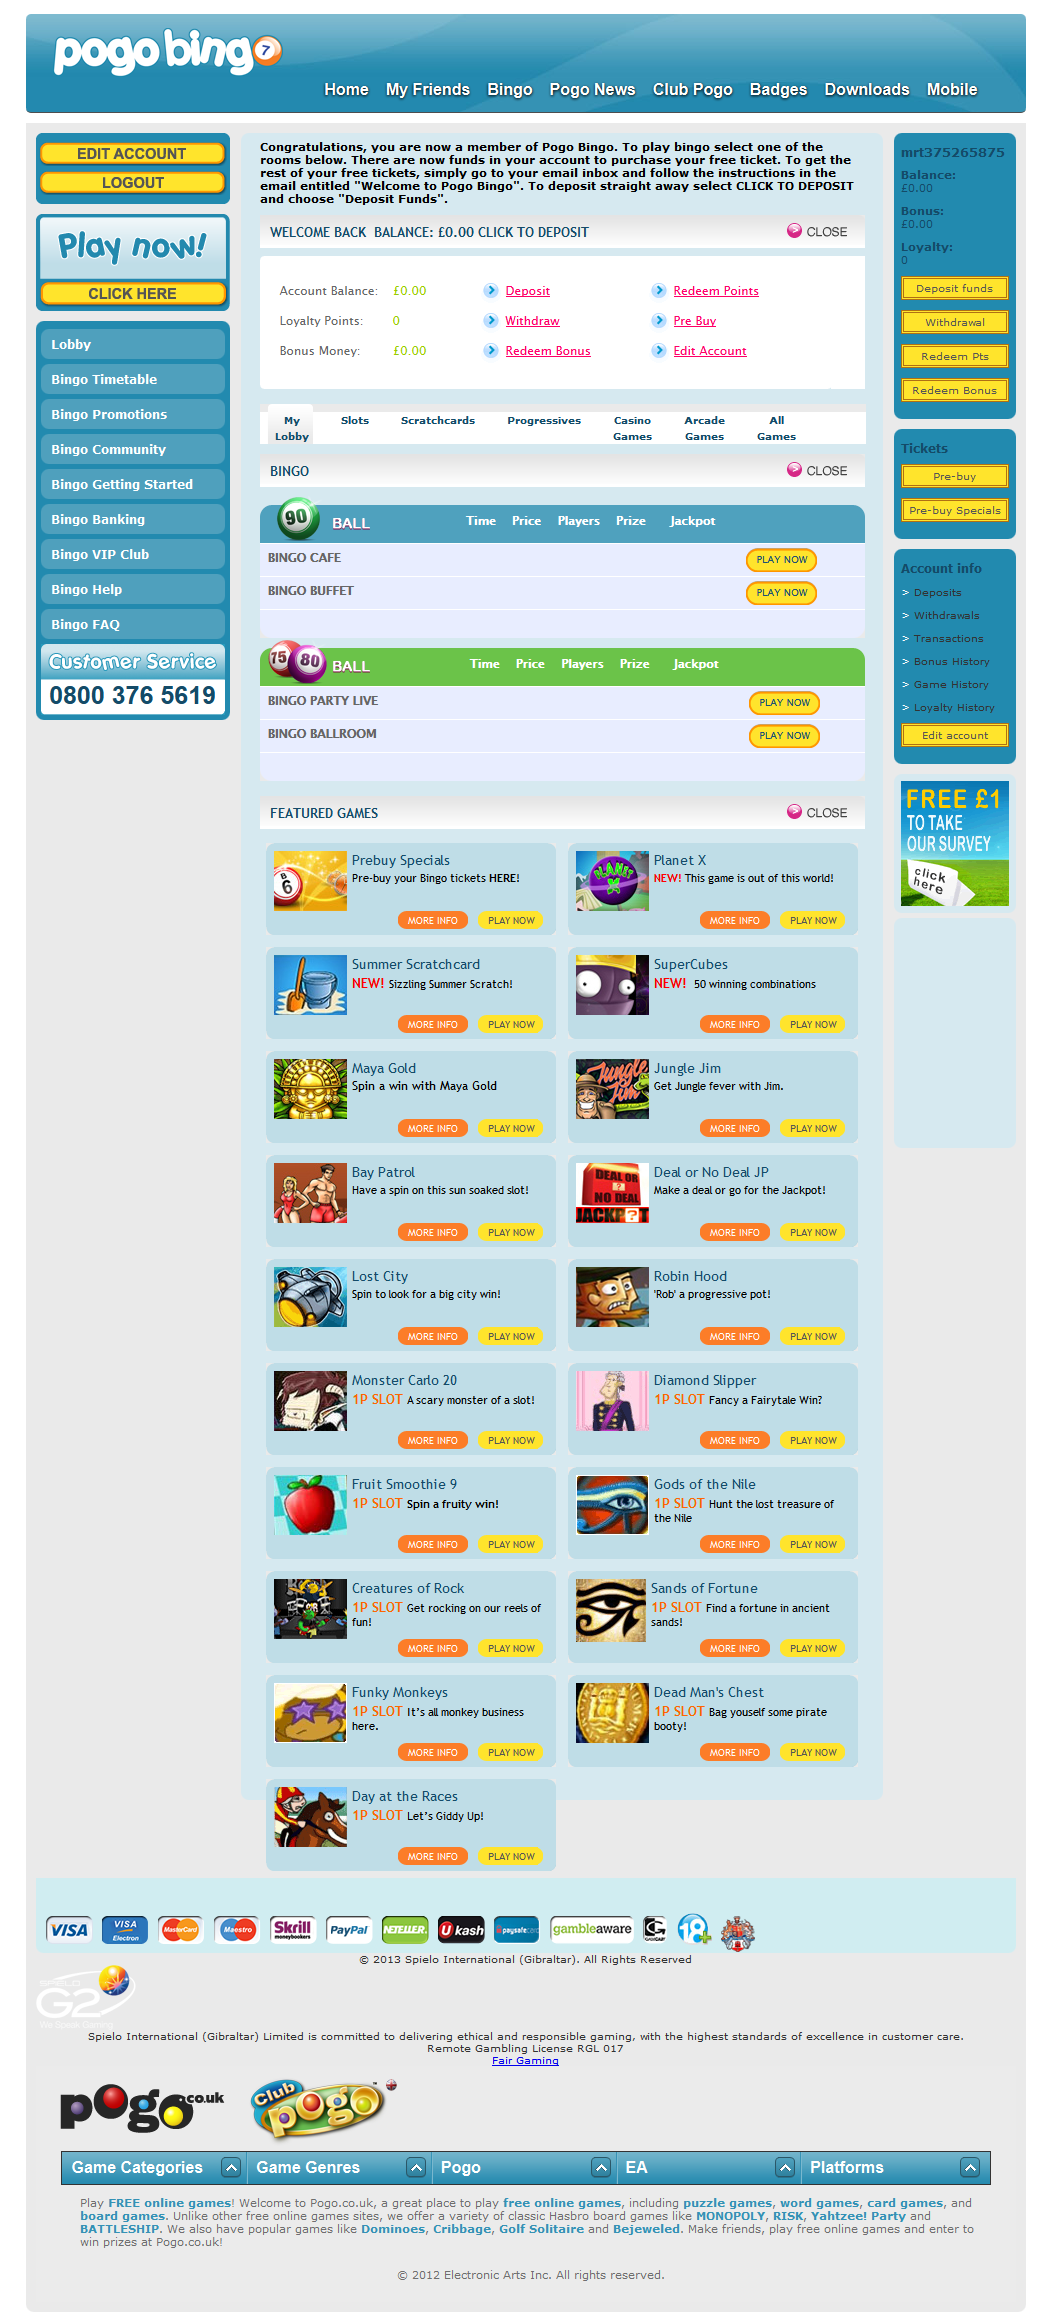 pogo bingo 7
Home My Friends Bingo Pogo News Club Pogo Badges Downloads Mobile
EDIT ACCOUNT
LOGOUT
Play now!
CLICK HERE
Lobby
Bingo Timetable
Bingo Promotions
Bingo Community
Bingo Getting Started
Bingo Banking
Bingo VIP Club
Bingo Help
Bingo FAQ
Customer Service
0800 376 5619
Congratulations, you are now a member of Pogo Bingo. To play bingo select one of the
rooms below. There are now funds in your account to purchase your free ticket. To get the
rest of your free tickets, simply go to your email inbox and follow the instructions in the
email entitled "Welcome to Pogo Bingo". To deposit straight away select CLICK TO DEPOSIT
and choose "Deposit Funds".
WELCOME BACK BALANCE: £0.00 CLICK TO DEPOSIT CLOSE
Account Balance: £0.00 Deposit Redeem Points
Loyalty Points: 0 Withdraw Pre Buy
Bonus Money: £0.00 Redeem Bonus Edit Account
My Lobby Slots Scratchcards Progressives Casino Games Arcade Games All Games
BINGO CLOSE
90 BALL Time Price Players Prize Jackpot
BINGO CAFE PLAY NOW
BINGO BUFFET PLAY NOW
75 80 BALL Time Price Players Prize Jackpot
BINGO PARTY LIVE PLAY NOW
BINGO BALLROOM PLAY NOW
FEATURED GAMES CLOSE
B 6
Prebuy Specials
Pre-buy your Bingo tickets HERE!
MORE INFO PLAY NOW
PLANET X
Planet X
NEW! This game is out of this world!
MORE INFO PLAY NOW
Summer Scratchcard
NEW! Sizzling Summer Scratch!
MORE INFO PLAY NOW
SuperCubes
NEW! 50 winning combinations
MORE INFO PLAY NOW
Maya Gold
Spin a win with Maya Gold
MORE INFO PLAY NOW
Jungle Jim
Jungle Jim
Get Jungle fever with Jim.
MORE INFO PLAY NOW
Bay Patrol
Have a spin on this sun soaked slot!
MORE INFO PLAY NOW
DEAL OR
? NO DEAL
JACKP?T
Deal or No Deal JP
Make a deal or go for the Jackpot!
MORE INFO PLAY NOW
Lost City
Spin to look for a big city win!
MORE INFO PLAY NOW
Robin Hood
'Rob' a progressive pot!
MORE INFO PLAY NOW
Monster Carlo 20
1P SLOT A scary monster of a slot!
MORE INFO PLAY NOW
Diamond Slipper
1P SLOT Fancy a Fairytale Win?
MORE INFO PLAY NOW
Fruit Smoothie 9
1P SLOT Spin a fruity win!
MORE INFO PLAY NOW
Gods of the Nile
1P SLOT Hunt the lost treasure of
the Nile
MORE INFO PLAY NOW
Creatures of Rock
1P SLOT Get rocking on our reels of
fun!
MORE INFO PLAY NOW
Sands of Fortune
1P SLOT Find a fortune in ancient
sands!
MORE INFO PLAY NOW
Funky Monkeys
1P SLOT It's all monkey business
here.
MORE INFO PLAY NOW
Dead Man's Chest
1P SLOT Bag youself some pirate
booty!
MORE INFO PLAY NOW
Day at the Races
1P SLOT Let's Giddy Up!
MORE INFO PLAY NOW
mrt375265875
Balance:
£0.00
Bonus:
£0.00
Loyalty:
0
Deposit funds
Withdrawal
Redeem Pts
Redeem Bonus
Tickets
Pre-buy
Pre-buy Specials
Account info
> Deposits
> Withdrawals
> Transactions
> Bonus History
> Game History
> Loyalty History
Edit account
FREE £1
TO TAKE
OUR SURVEY
click
here
VISA VISA Electron MasterCard Maestro Skrill moneybookers PayPal NETELLER Ukash paysafecard gambleaware GamCare 18+
© 2013 Spielo International (Gibraltar). All Rights Reserved
SPIELO
G2
We Speak Gaming
Spielo International (Gibraltar) Limited is committed to delivering ethical and responsible gaming, with the highest standards of excellence in customer care.
Remote Gambling License RGL 017
Fair Gaming
pogo.co.uk Club pogo ™
Game Categories Game Genres Pogo EA Platforms
Play FREE online games! Welcome to Pogo.co.uk, a great place to play free online games, including puzzle games, word games, card games, and
board games. Unlike other free online games sites, we offer a variety of classic Hasbro board games like MONOPOLY, RISK, Yahtzee! Party and
BATTLESHIP. We also have popular games like Dominoes, Cribbage, Golf Solitaire and Bejeweled. Make friends, play free online games and enter to
win prizes at Pogo.co.uk!
© 2012 Electronic Arts Inc. All rights reserved.